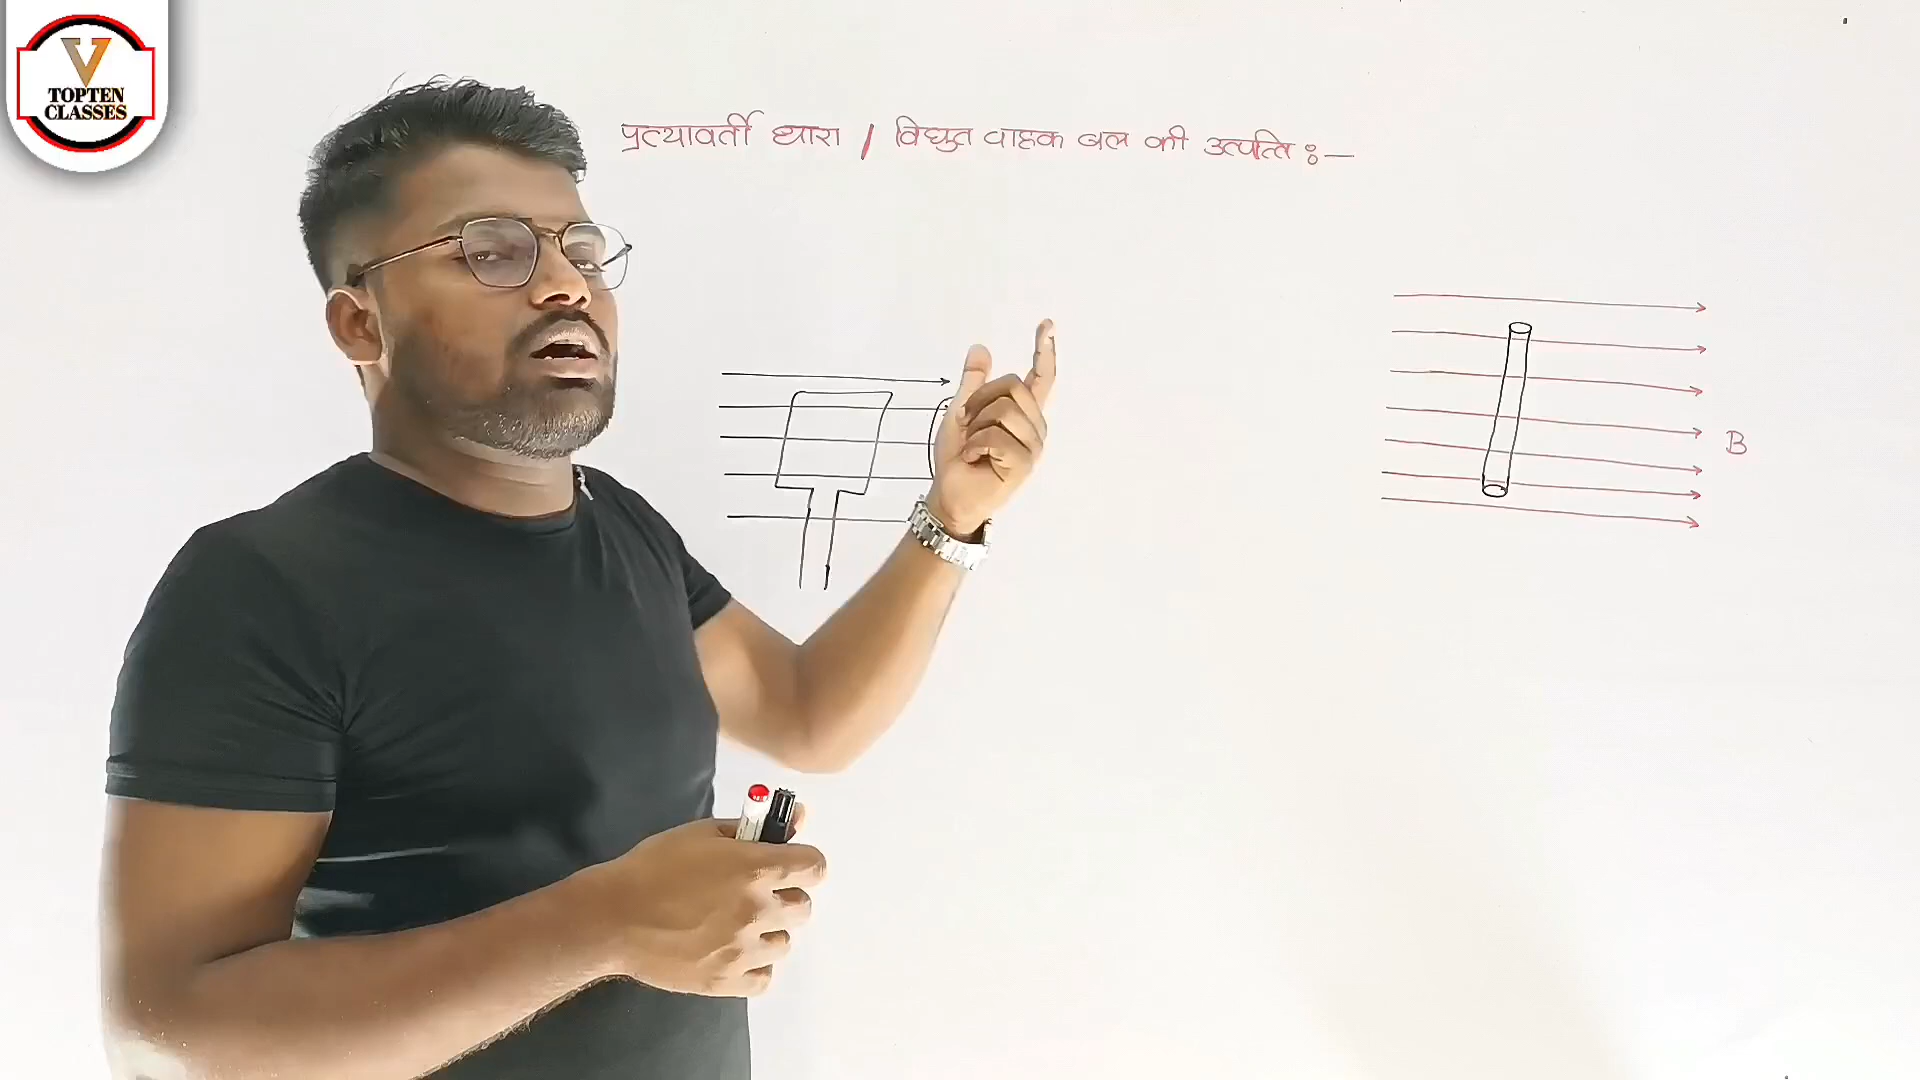 V
TOPTEN
CLASSES
प्रत्यावर्ती धारा / विद्युत वाहक बल की उत्पत्ति :—
B